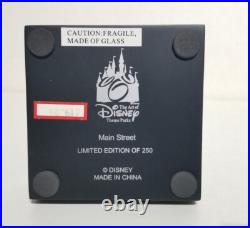 CAUTION:FRAGILE,
MADE OF GLASS
The Art of
Disney
Theme Parks
Main Street
LIMITED EDITION OF 250
© DISNEY
MADE IN CHINA